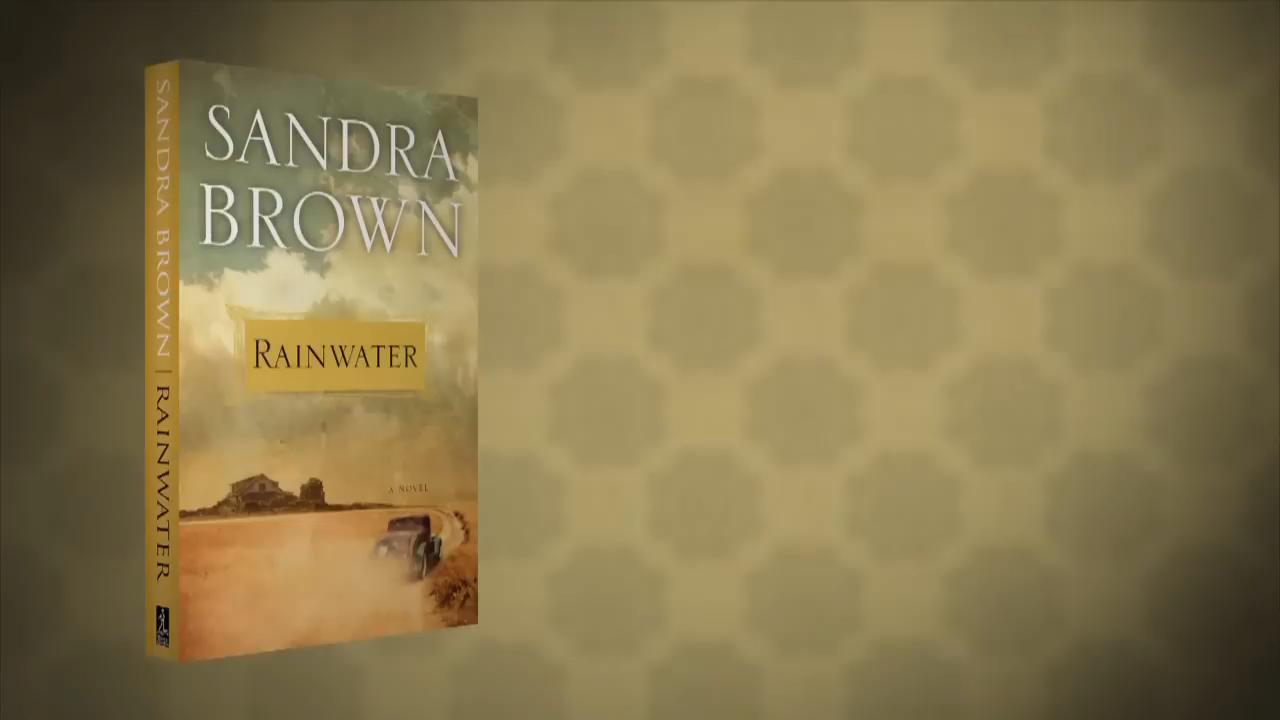 SANDRA
BROWN
RAINWATER
A NOVEL
SANDRA BROWN | RAINWATER